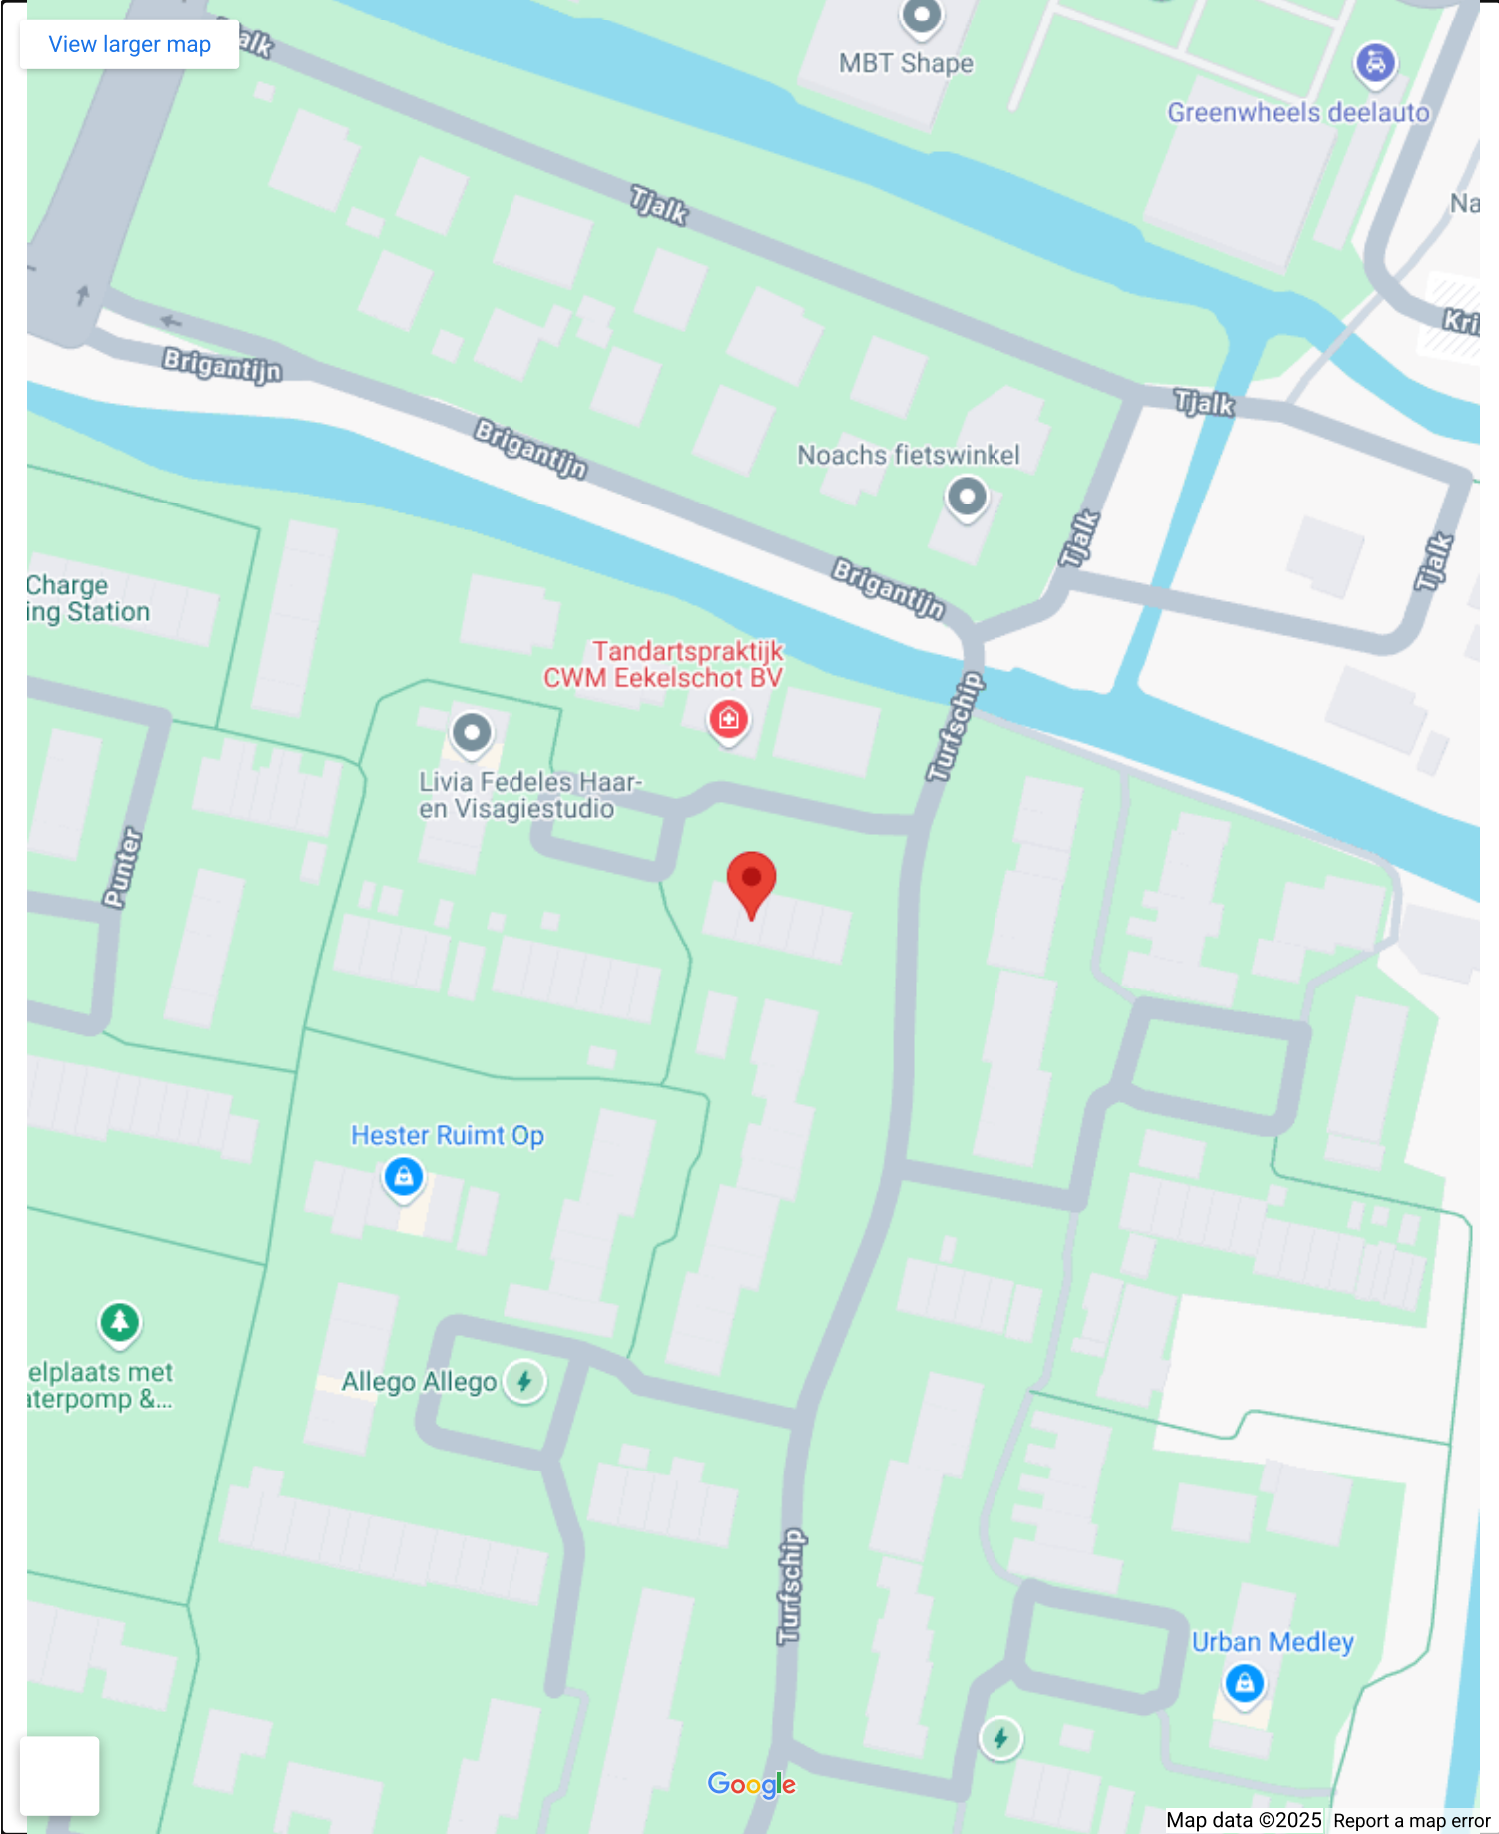 View larger map
alk
MBT Shape
Greenwheels deelauto
Tjalk
Na
Kri
Brigantijn
Tjalk
Brigantijn
Noachs fietswinkel
Tjalk
Tjalk
Brigantijn
Charge
ing Station
Tandartspraktijk
CWM Eekelschot BV
Turfschip
Livia Fedeles Haar-
en Visagiestudio
Punter
Hester Ruimt Op
elplaats met
aterpomp &...
Allego Allego
Turfschip
Urban Medley
Google
Map data ©2025
Report a map error